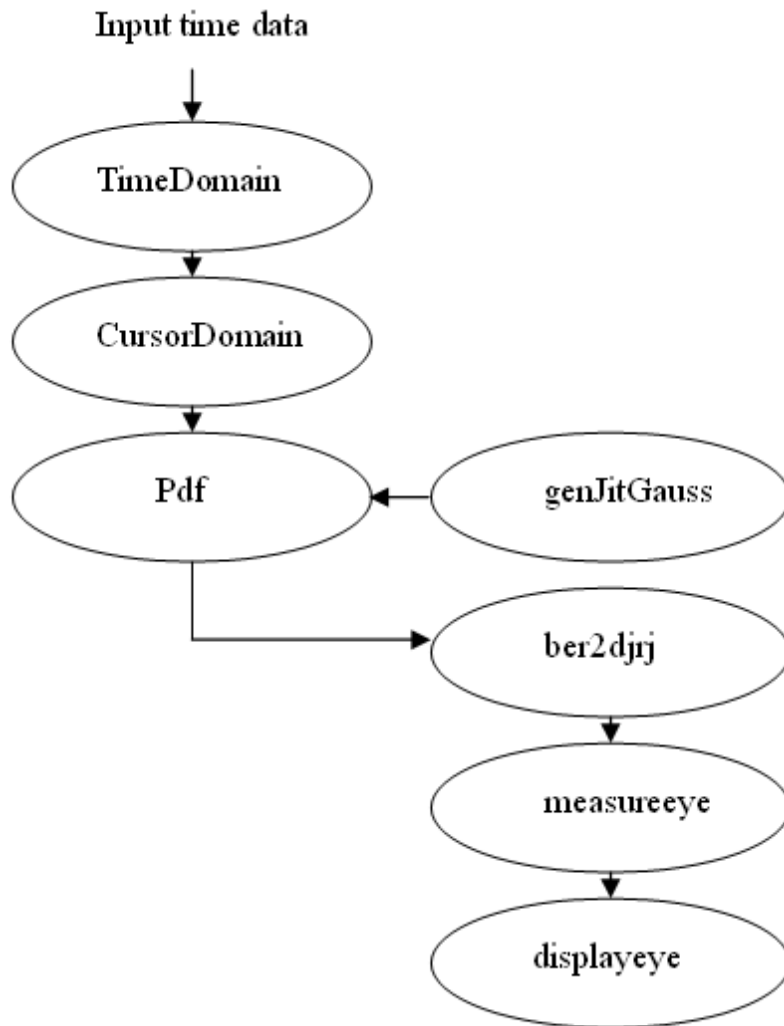 Input time data
TimeDomain
CursorDomain
Pdf
genJitGauss
ber2djrj
measureeye
displayeye